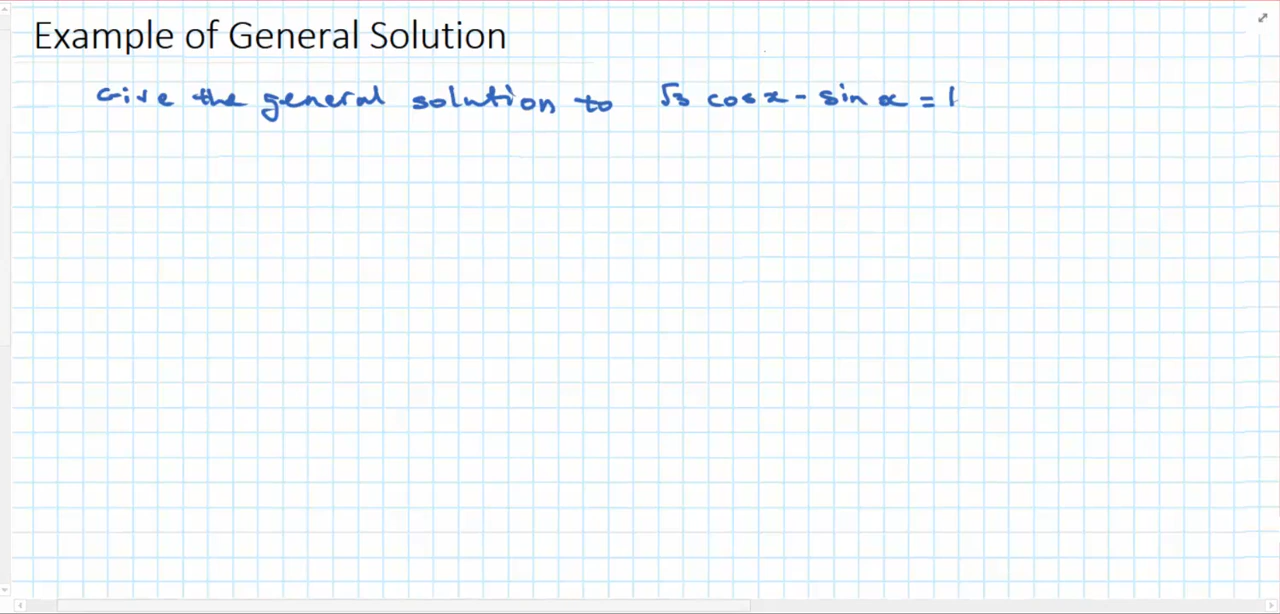 Example of General Solution
Give the general solution to √3 cos x - sin x = 1